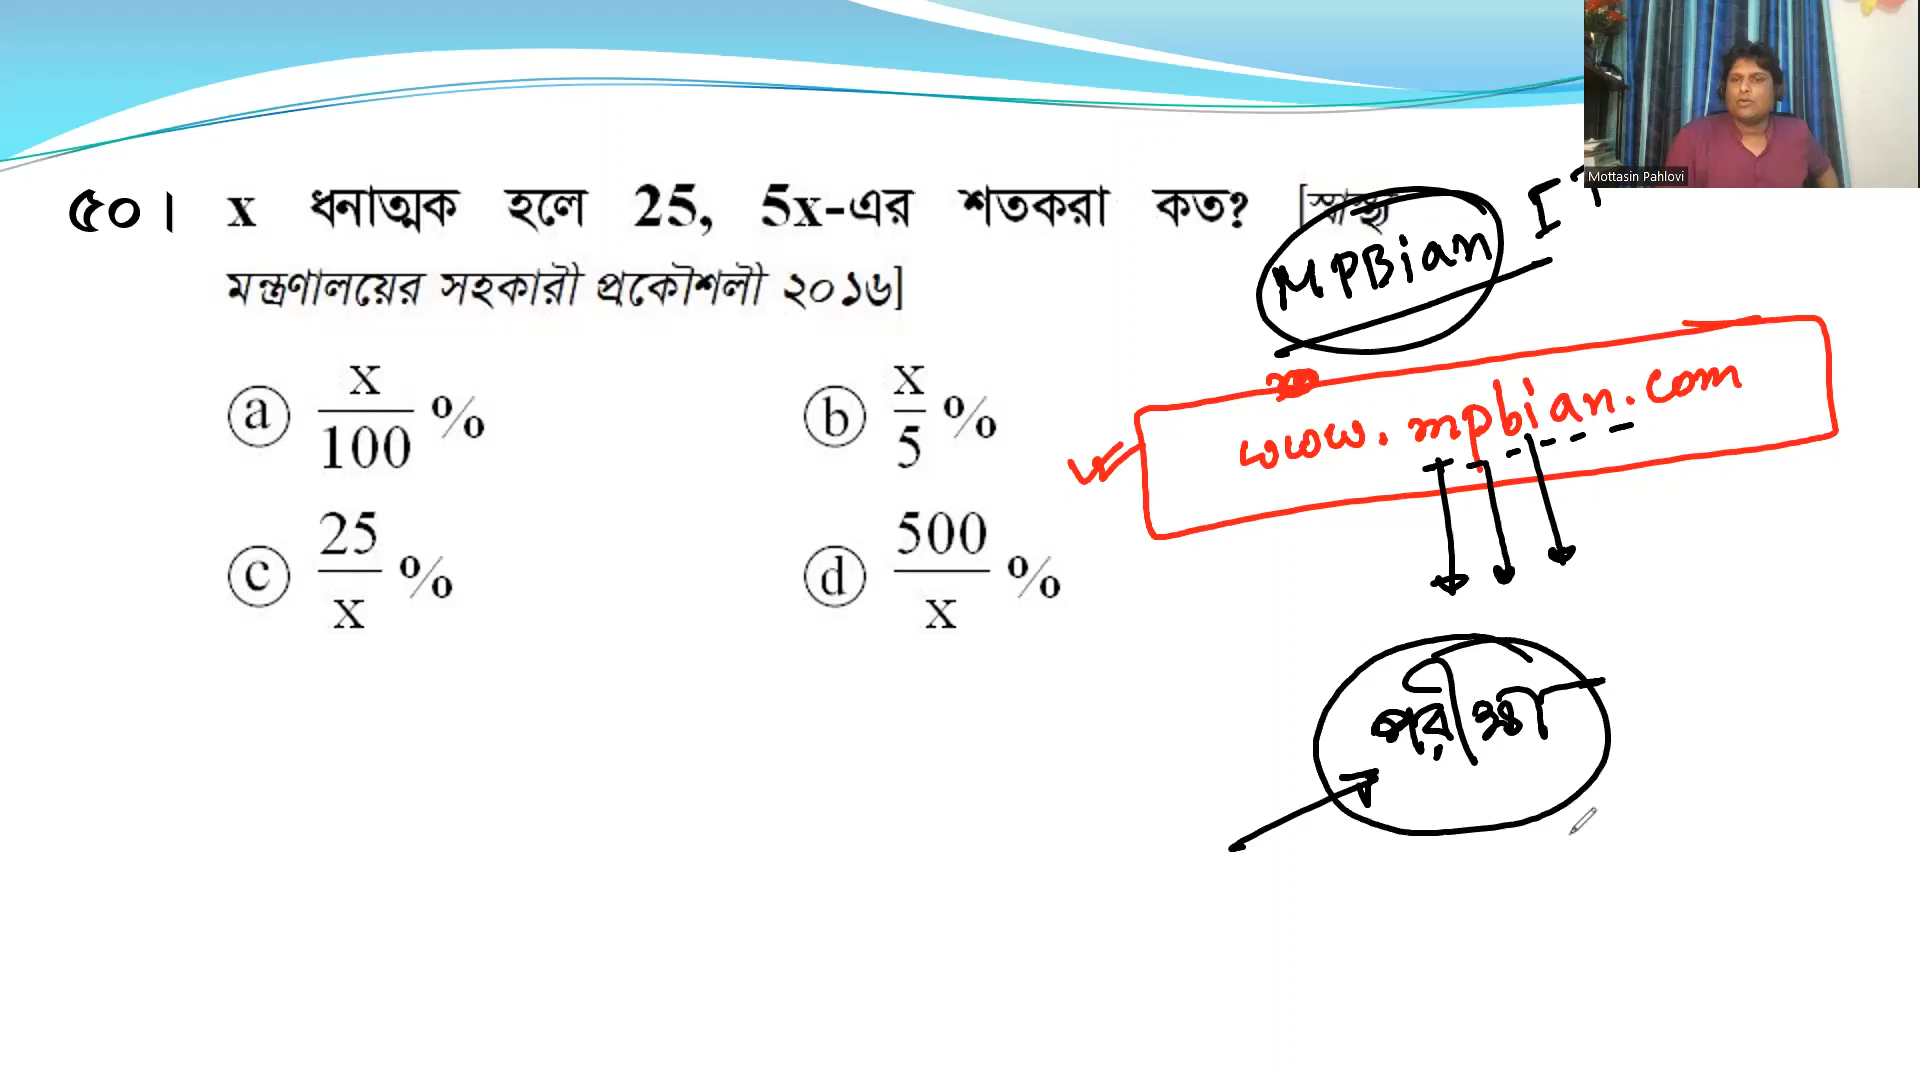 Mottasin Pahlovi
৫০। x ধনাত্মক হলে 25, 5x-এর শতকরা কত? [স্বাস্থ্য
মন্ত্রণালয়ের সহকারী প্রকৌশলী ২০১৬]
MPBian
ⓐ x/100 %
ⓑ x/5 %
www.mpbian.com
ⓒ 25/x %
ⓓ 500/x %
পরীক্ষা